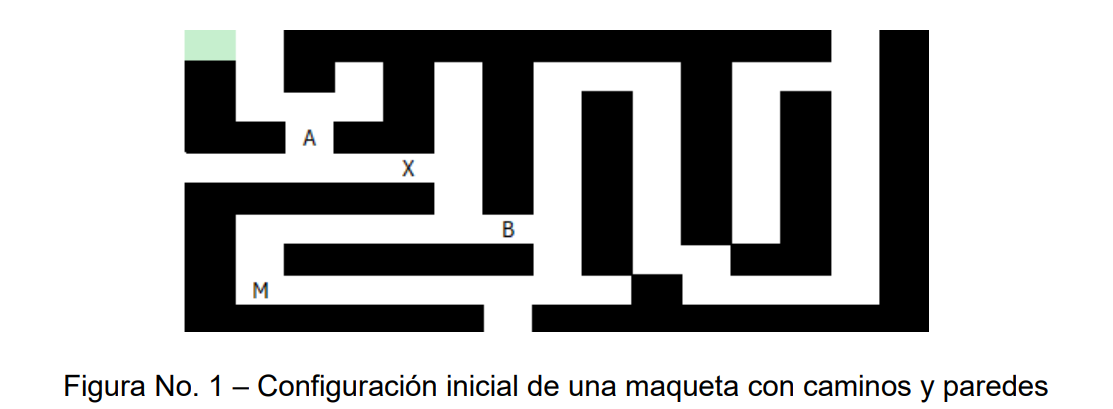 A
X
B
M
Figura No. 1 – Configuración inicial de una maqueta con caminos y paredes